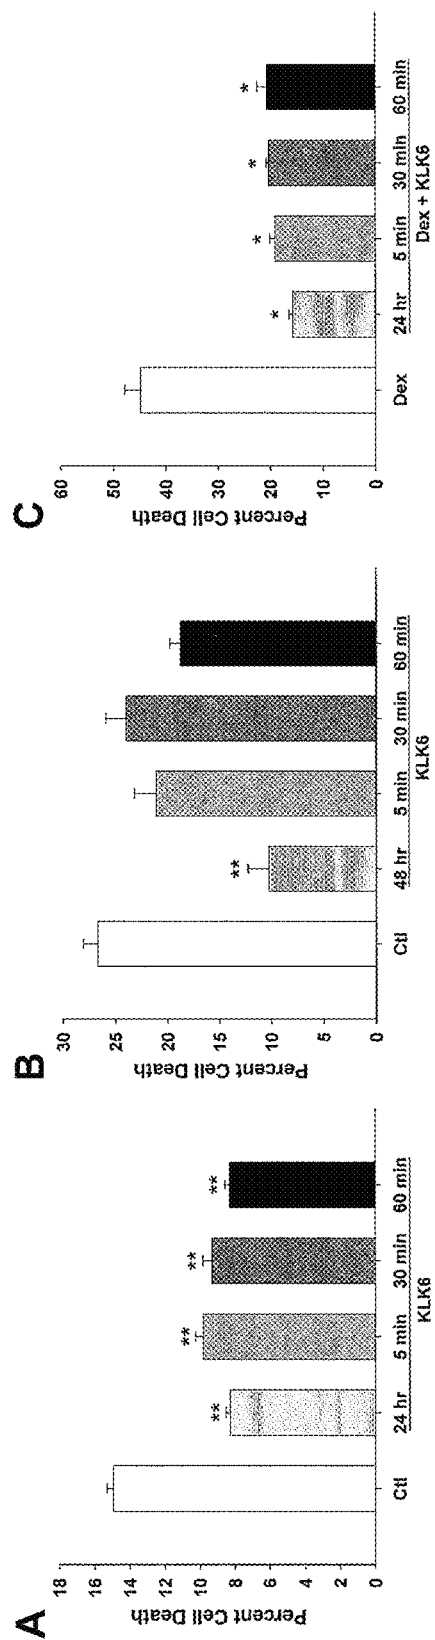 A
Percent Cell Death
18
16
14
12
10
8
6
4
2
0
**
**
**
**
Ctl
24 hr
5 min
30 min
60 min
KLK6
B
Percent Cell Death
30
25
20
15
10
5
0
**
Ctl
48 hr
5 min
30 min
60 min
KLK6
C
Percent Cell Death
60
50
40
30
20
10
0
*
*
*
*
Dex
24 hr
5 min
30 min
60 min
Dex + KLK6